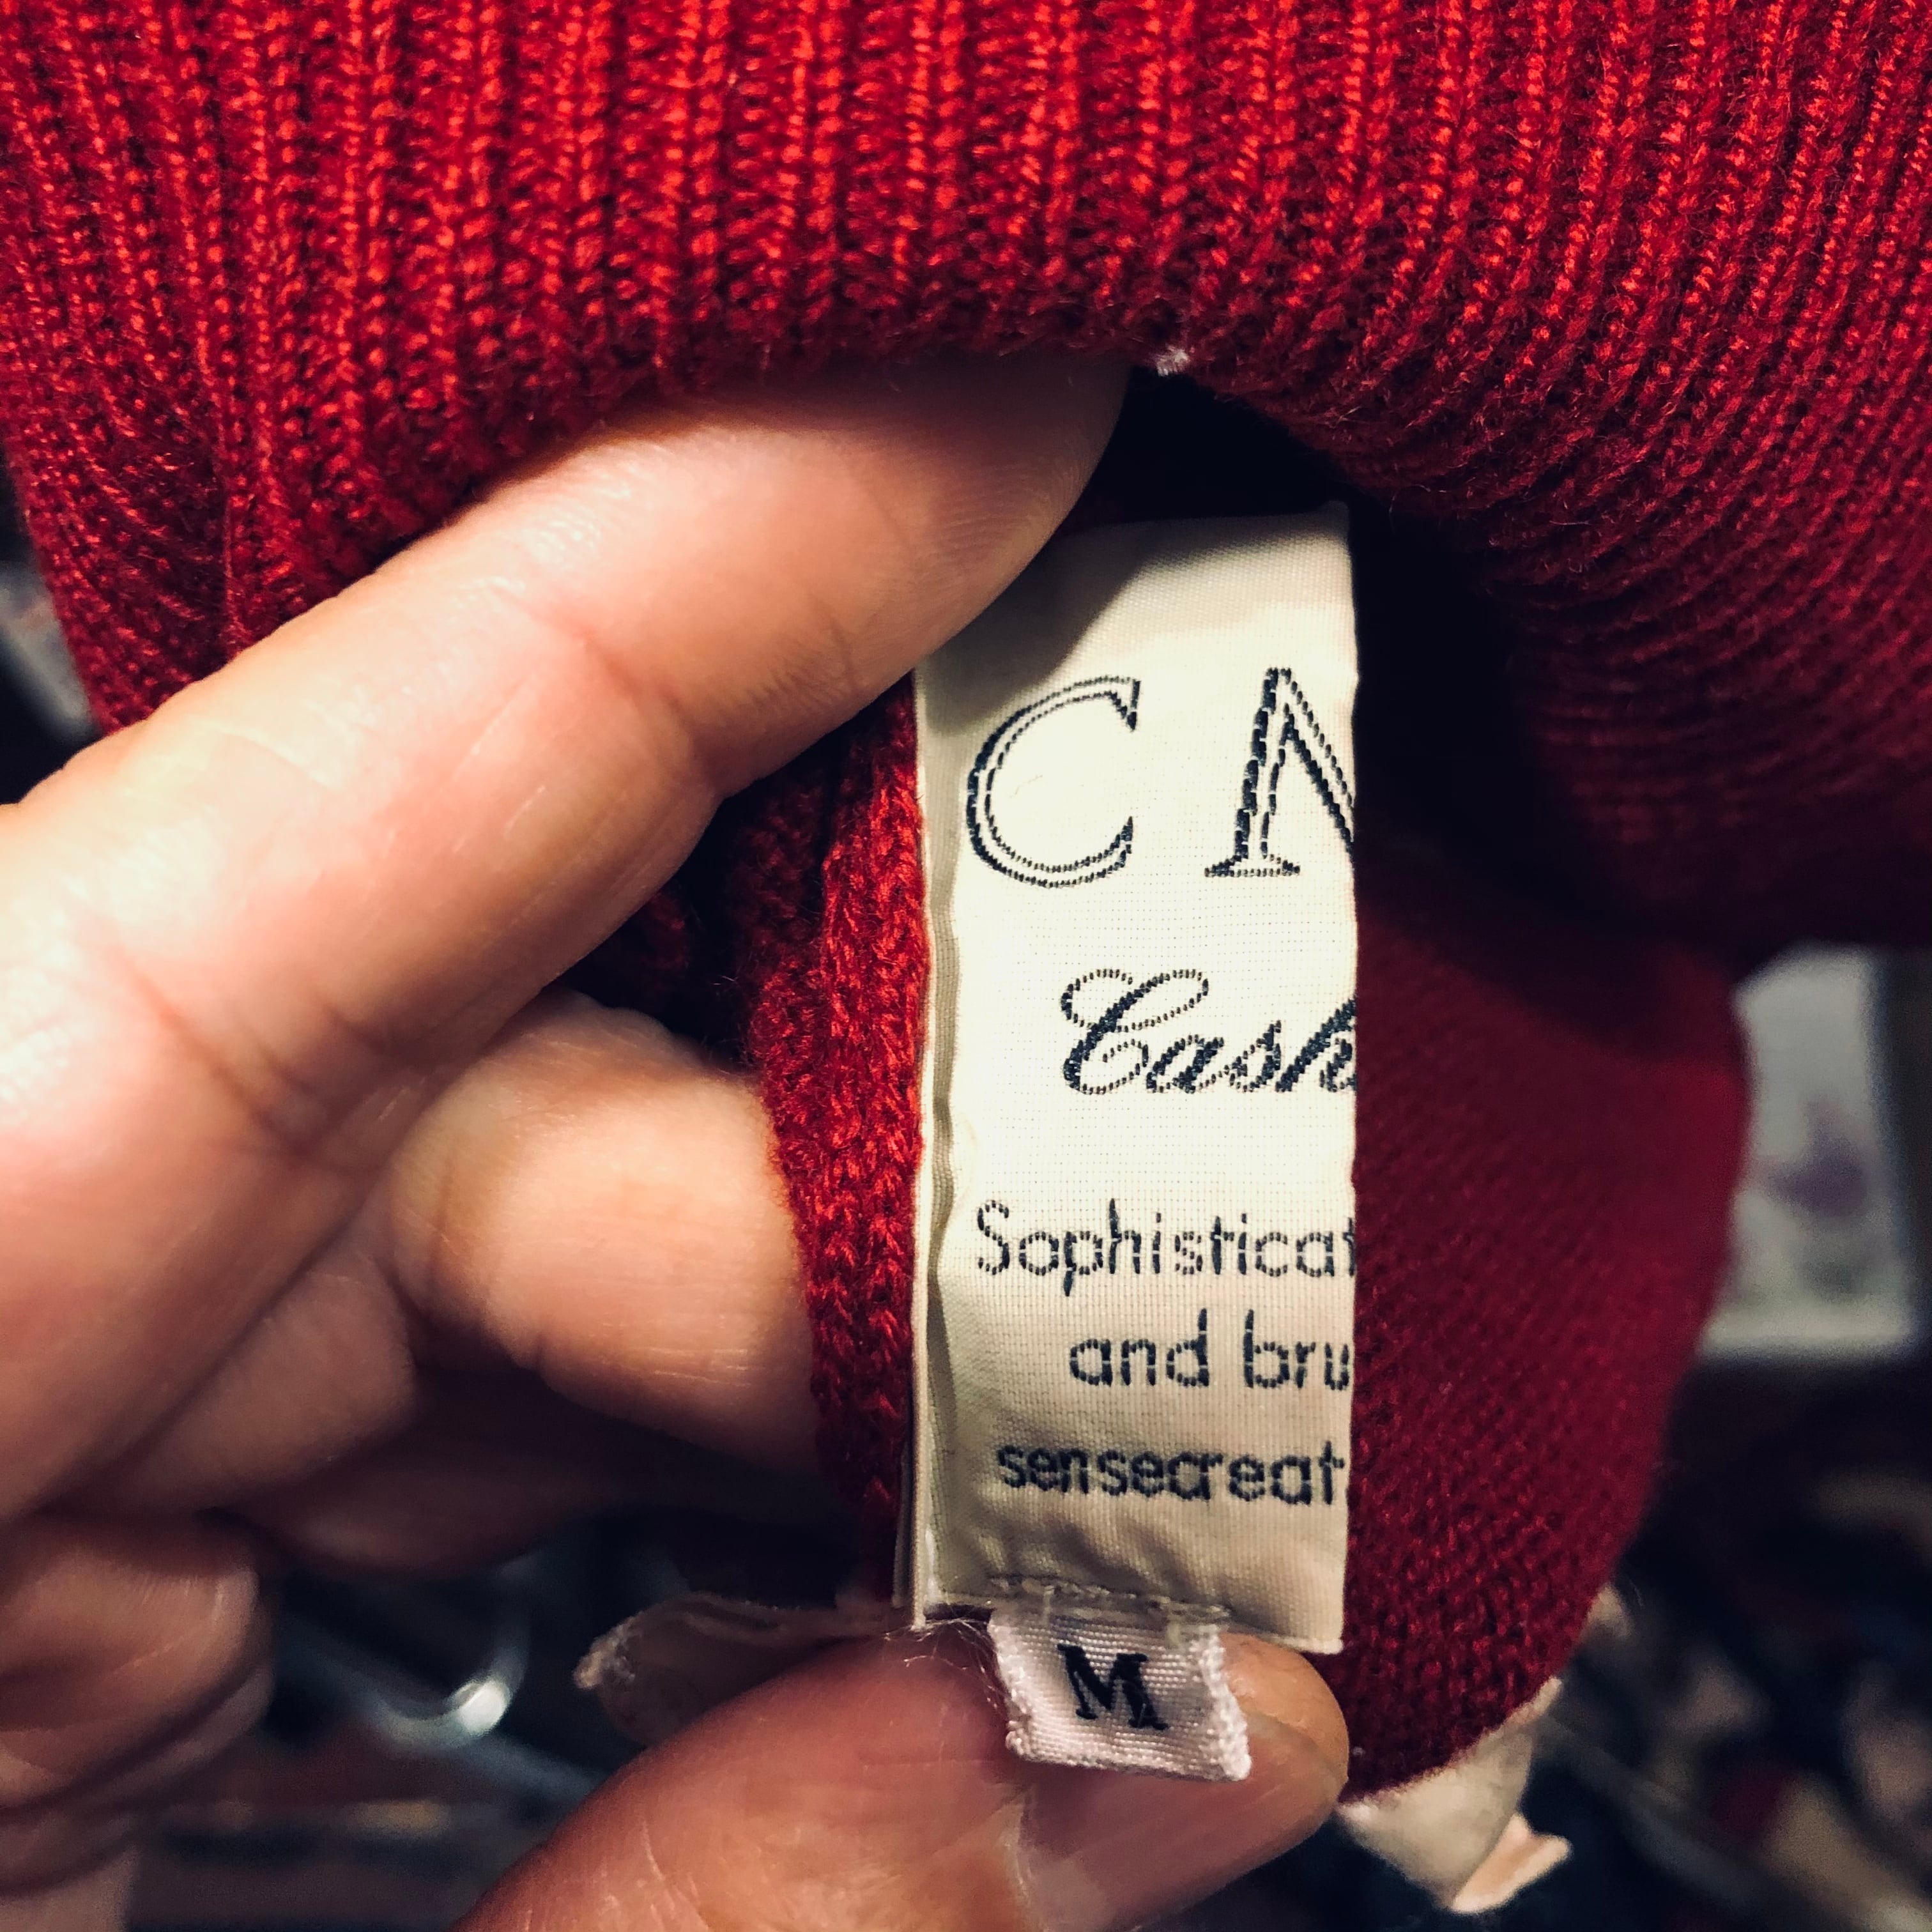 C N
Cash
Sophisticat
and bru
sensecreat
M